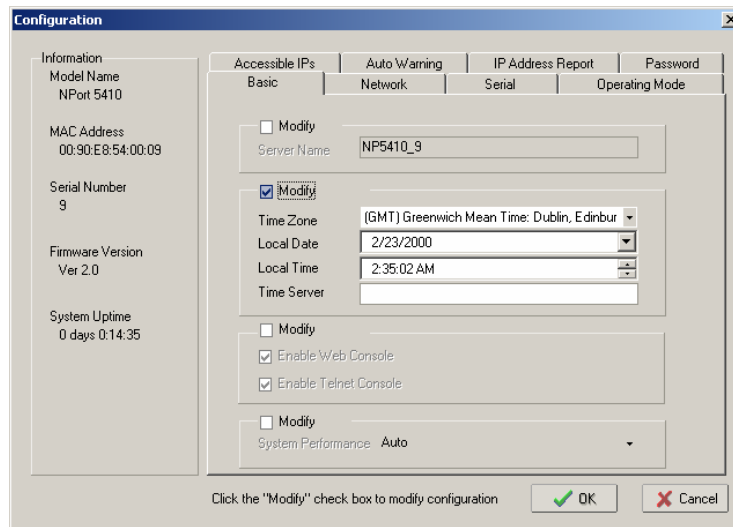 Configuration
Information
Model Name
NPort 5410
MAC Address
00:90:E8:54:00:09
Serial Number
9
Firmware Version
Ver 2.0
System Uptime
0 days 0:14:35
Accessible IPs
Auto Warning
IP Address Report
Password
Basic
Network
Serial
Operating Mode
Modify
Server Name
NP5410_9
Modify
Time Zone
(GMT) Greenwich Mean Time: Dublin, Edinbur
Local Date
2/23/2000
Local Time
2:35:02 AM
Time Server
Modify
Enable Web Console
Enable Telnet Console
Modify
System Performance
Auto
Click the "Modify" check box to modify configuration
OK
Cancel